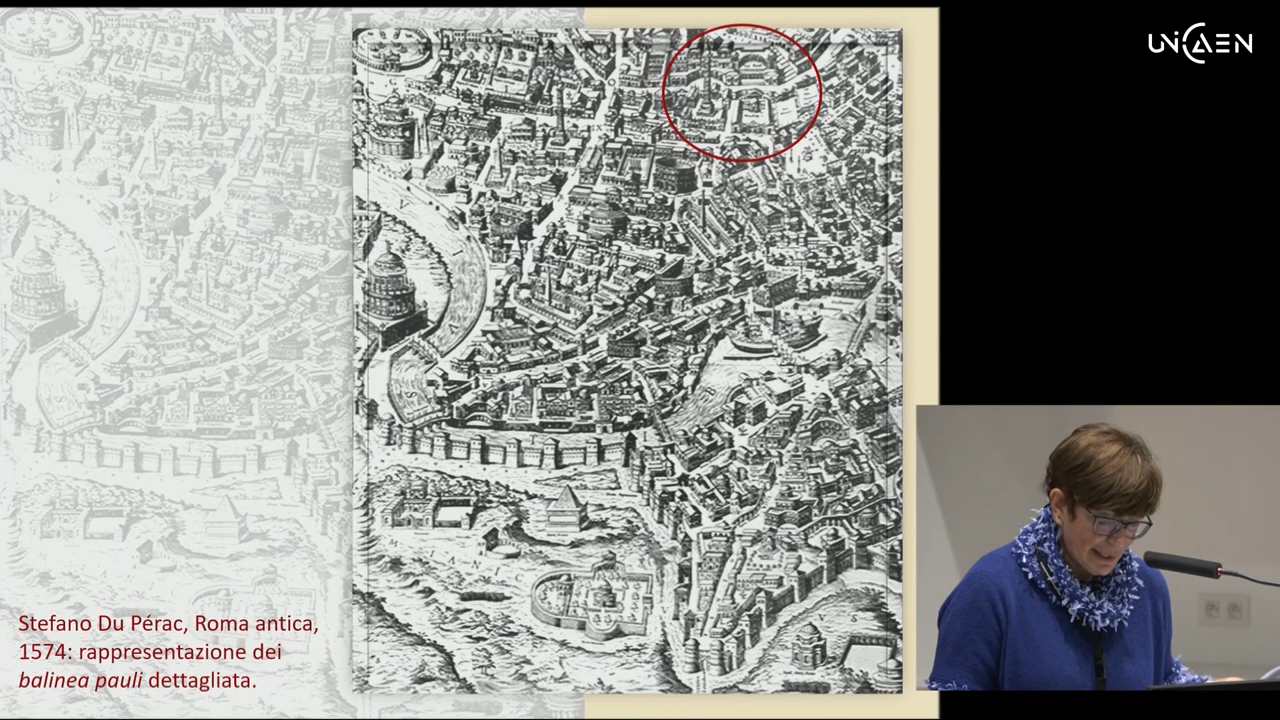 UNICAEN
Stefano Du Pérac, Roma antica,
1574: rappresentazione dei
balinea pauli dettagliata.